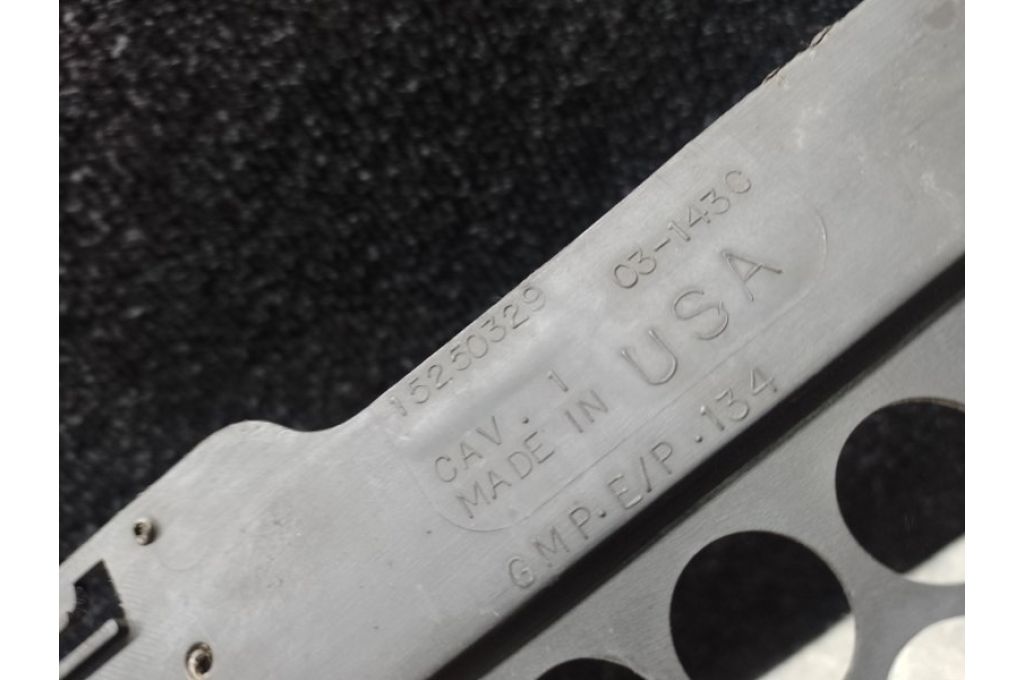 15250329 03-1430
CAV. 1
MADE IN USA
GMP.E/P.134